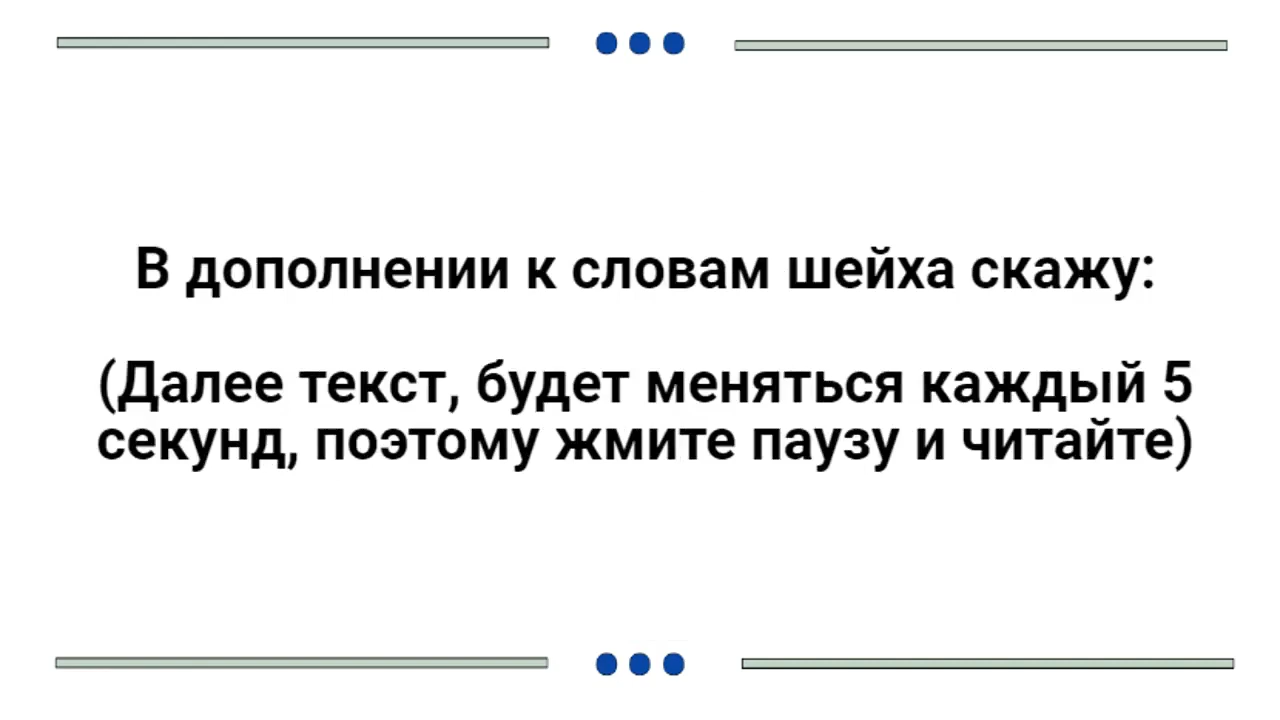 В дополнении к словам шейха скажу:
(Далее текст, будет меняться каждый 5
секунд, поэтому жмите паузу и читайте)